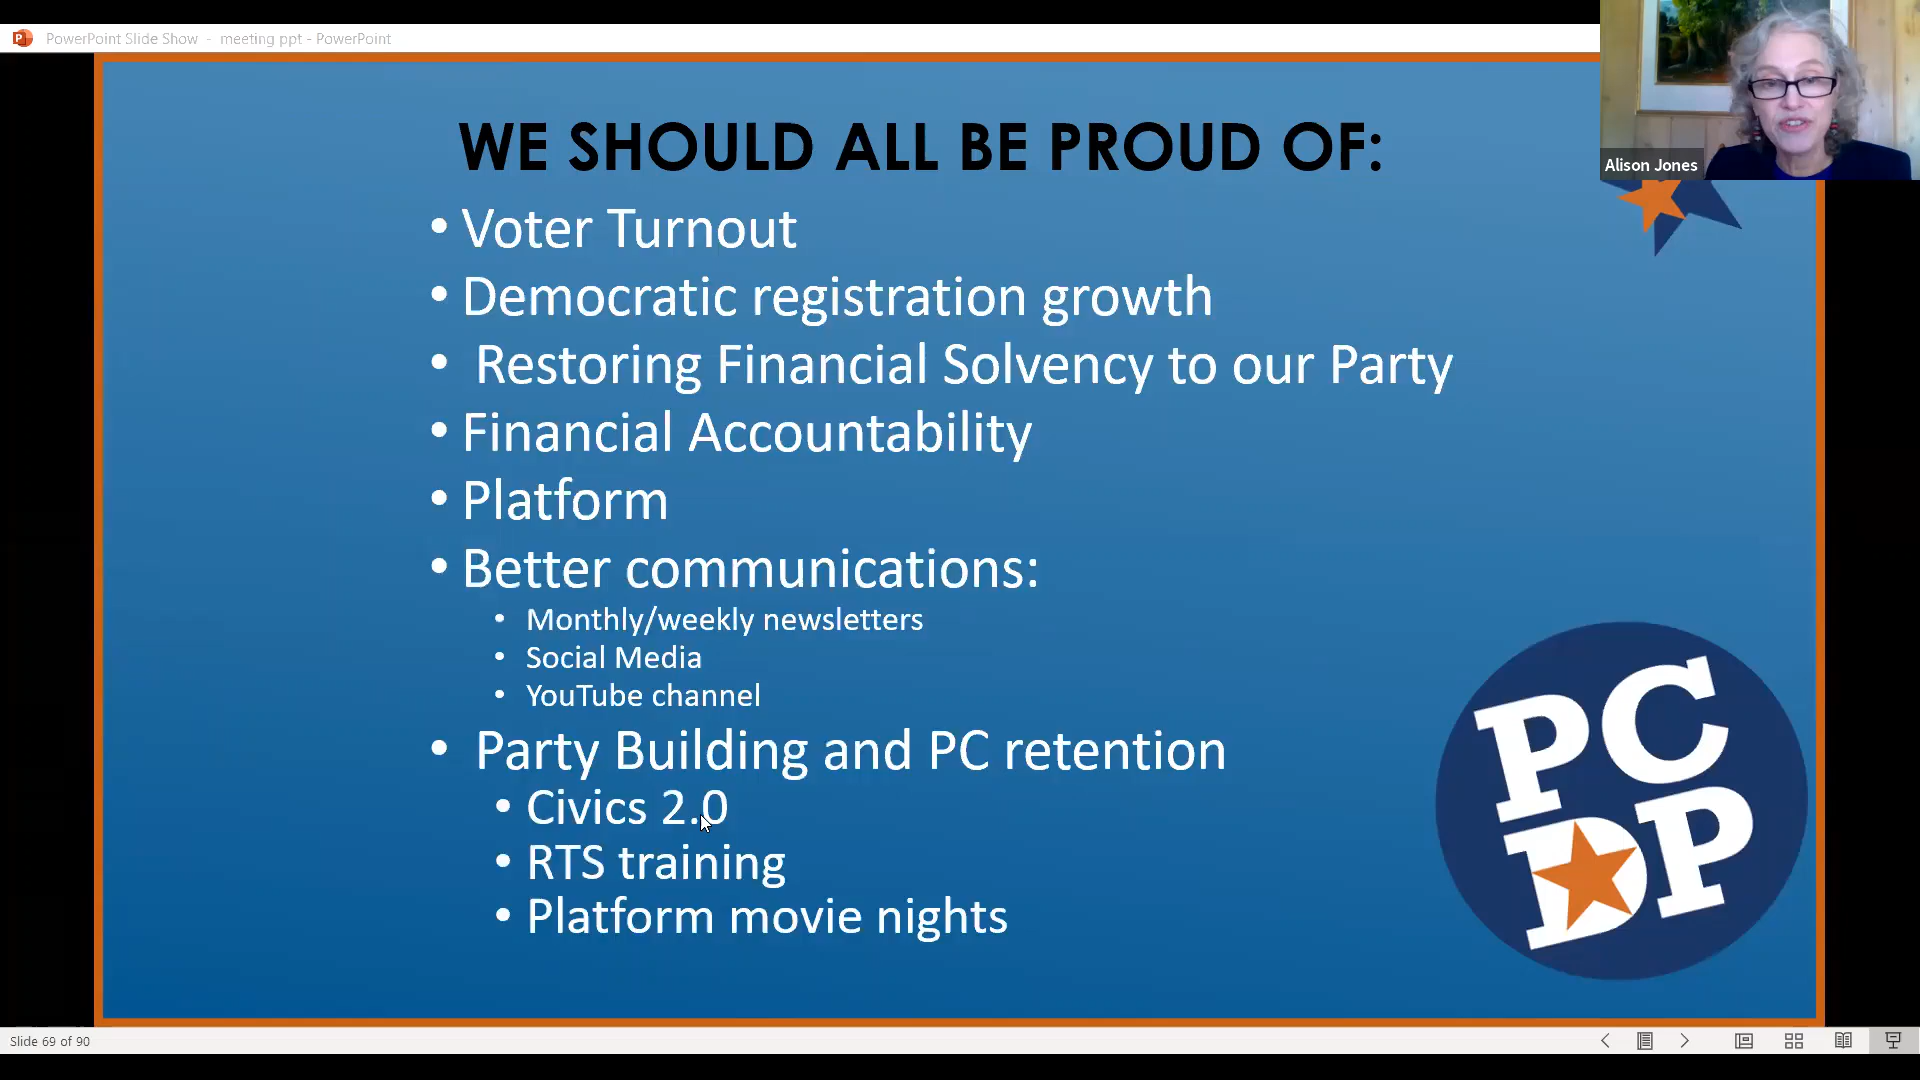 PowerPoint Slide Show - meeting ppt - PowerPoint
Alison Jones
WE SHOULD ALL BE PROUD OF:
• Voter Turnout
• Democratic registration growth
• Restoring Financial Solvency to our Party
• Financial Accountability
• Platform
• Better communications:
• Monthly/weekly newsletters
• Social Media
• YouTube channel
• Party Building and PC retention
• Civics 2.0
• RTS training
• Platform movie nights
PC
DP
Slide 69 of 90